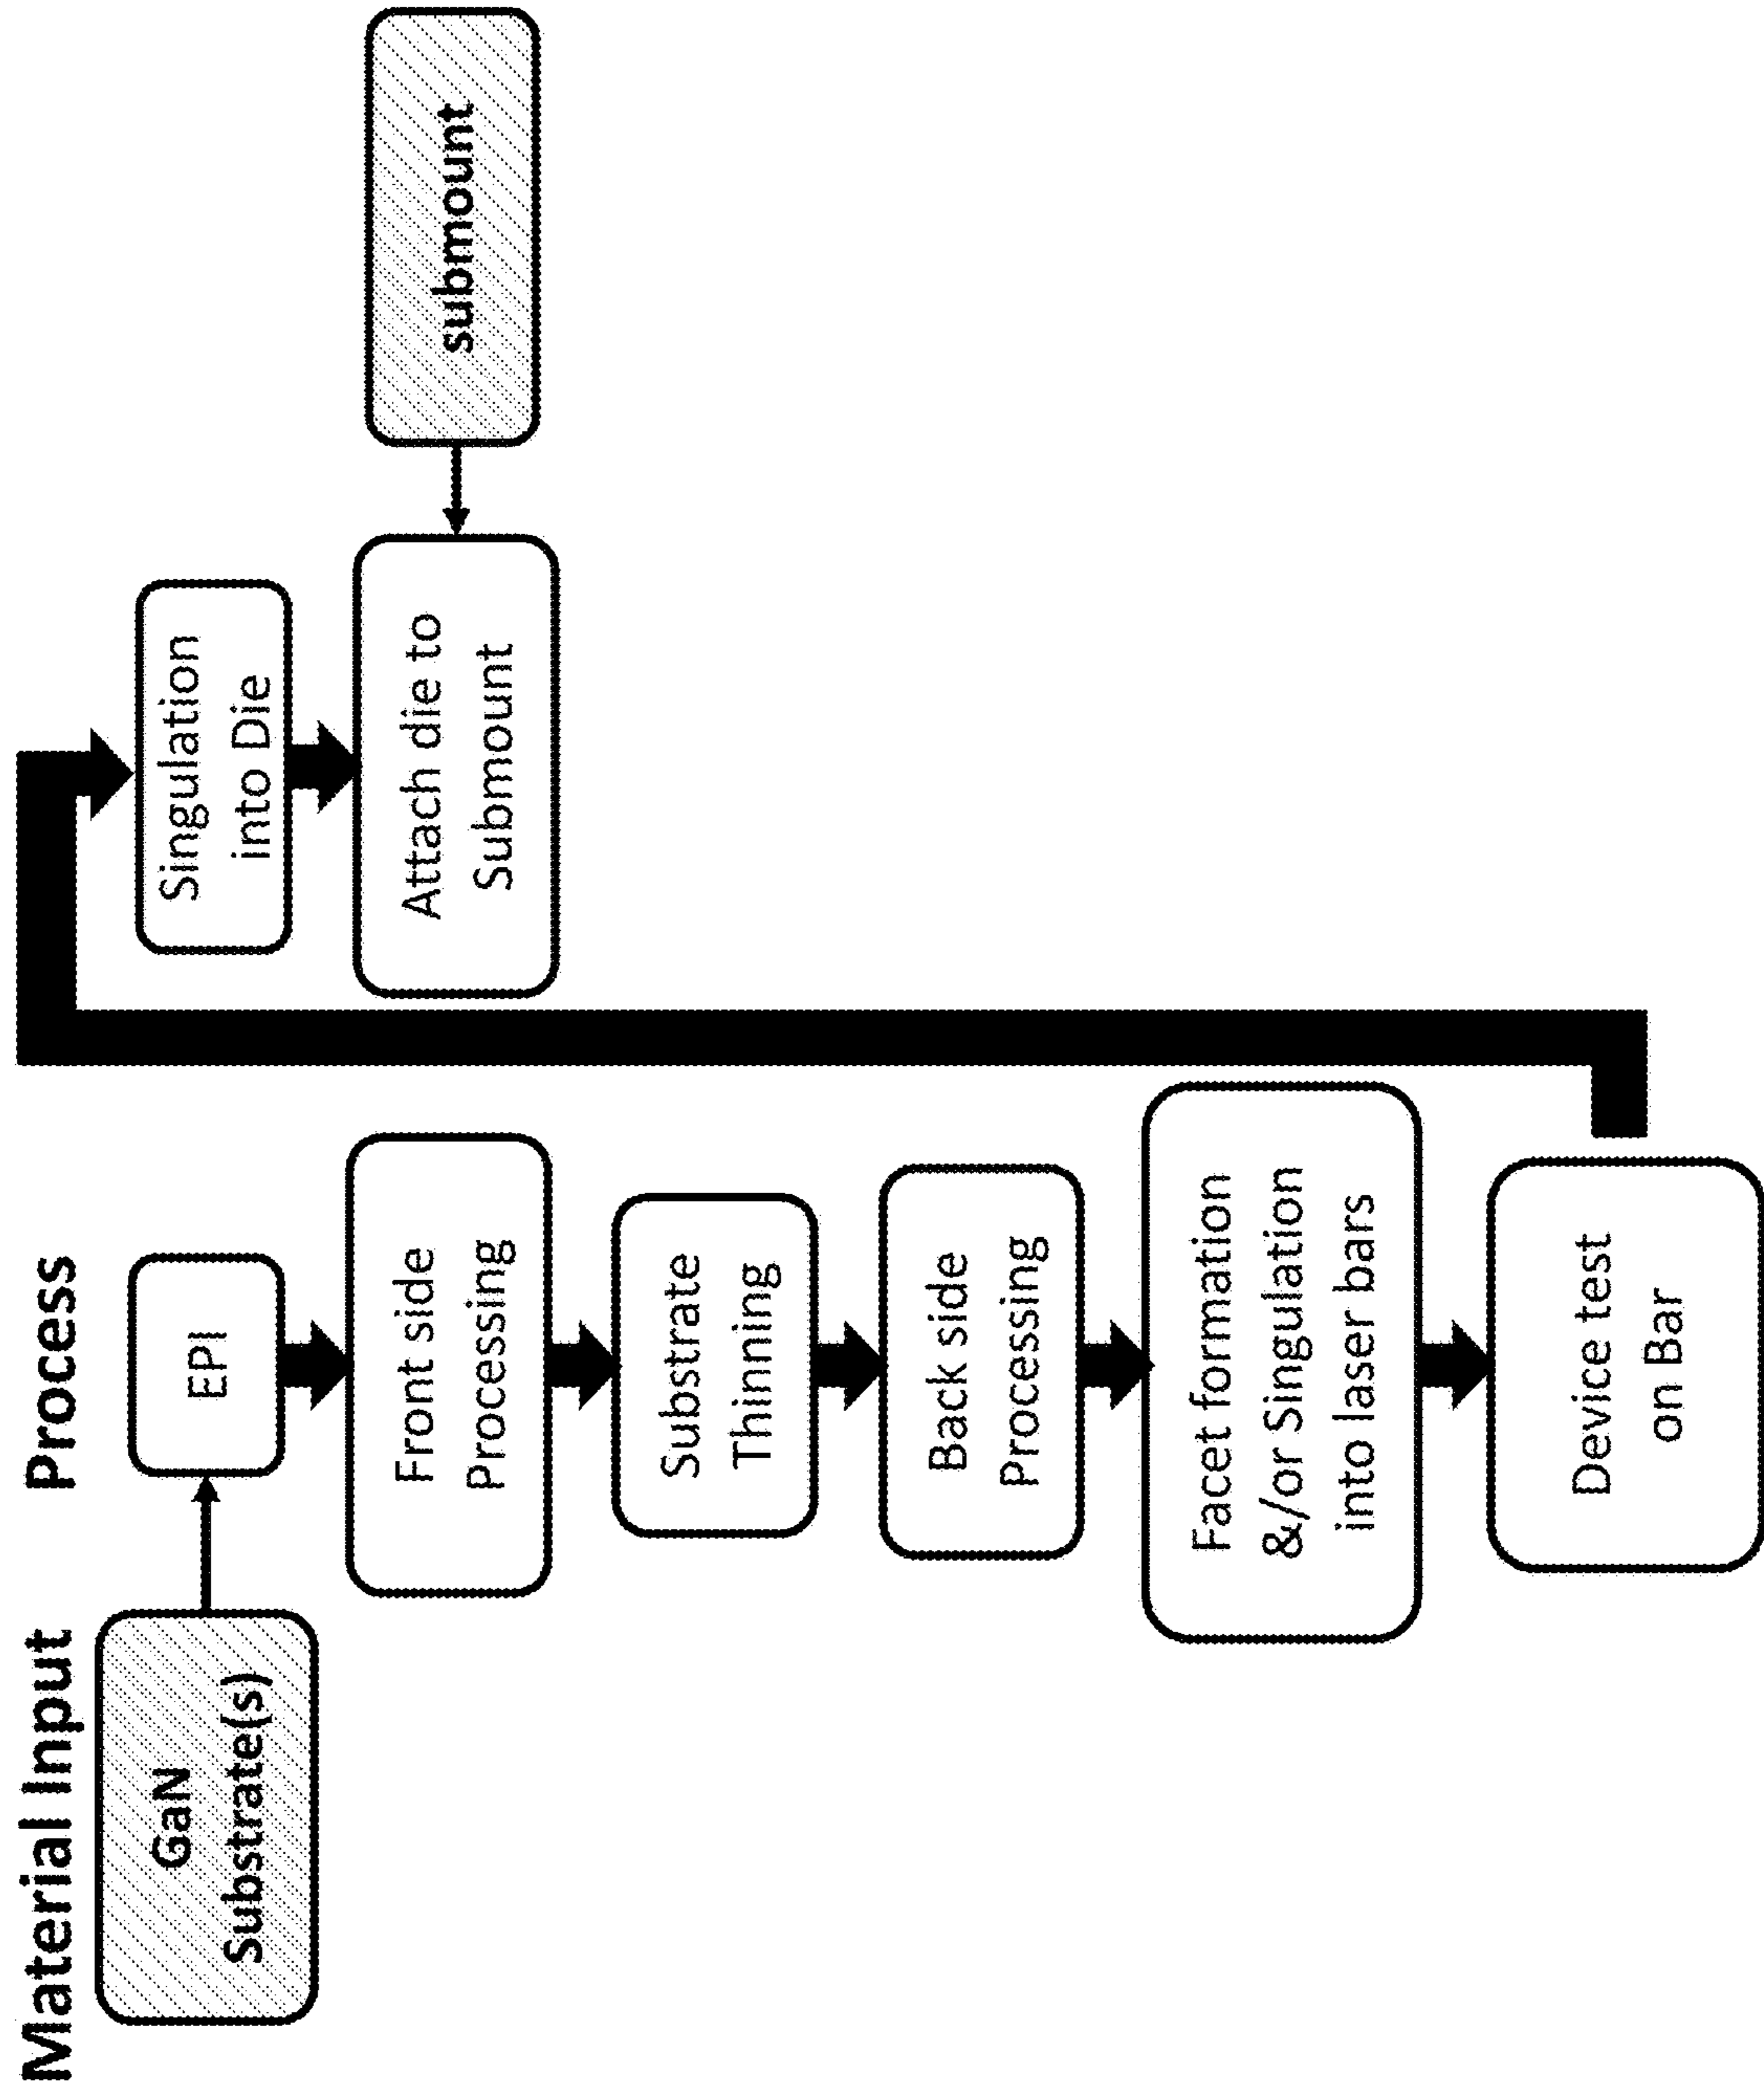 Material Input
Process
GaN
Substrate(s)
EPI
Front side
Processing
Substrate
Thinning
Back side
Processing
Facet formation
&/or Singulation
into laser bars
Device test
on Bar
Singulation
into Die
Attach die to
Submount
submount